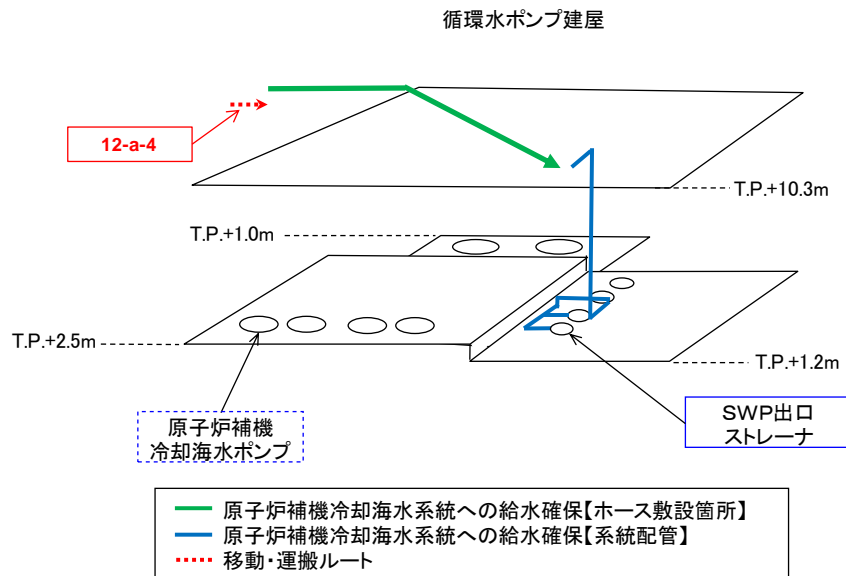 循環水ポンプ建屋
12-a-4
T.P.+10.3m
T.P.+1.0m
T.P.+2.5m
T.P.+1.2m
原子炉補機
冷却海水ポンプ
SWP出口
ストレーナ
原子炉補機冷却海水系統への給水確保【ホース敷設箇所】
原子炉補機冷却海水系統への給水確保【系統配管】
移動・運搬ルート